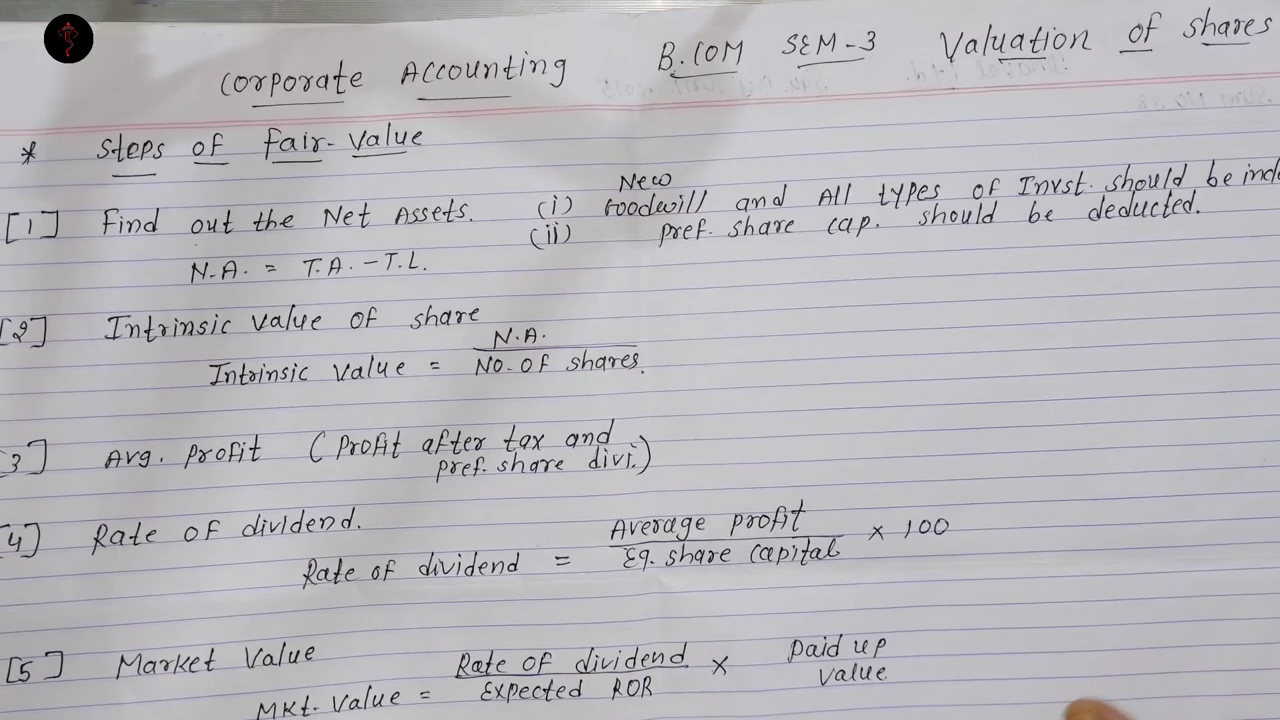 Corporate Accounting B.COM SEM-3 Valuation of shares
* Steps of fair-value
[1] Find out the Net Assets. (i) New Goodwill and All types of Invst. should be incl
(ii) pref. share cap. should be deducted.
N.A. = T.A. - T.L.
[2] Intrinsic value of share
Intrinsic value = N.A.
No. of shares.
[3] Avg. profit (profit after tax and
pref. share divi.)
[4] Rate of dividend.
Rate of dividend = Average profit × 100
Eq. share capital
[5] Market Value
Mkt. value = Rate of dividend × paid up
Expected ROR value